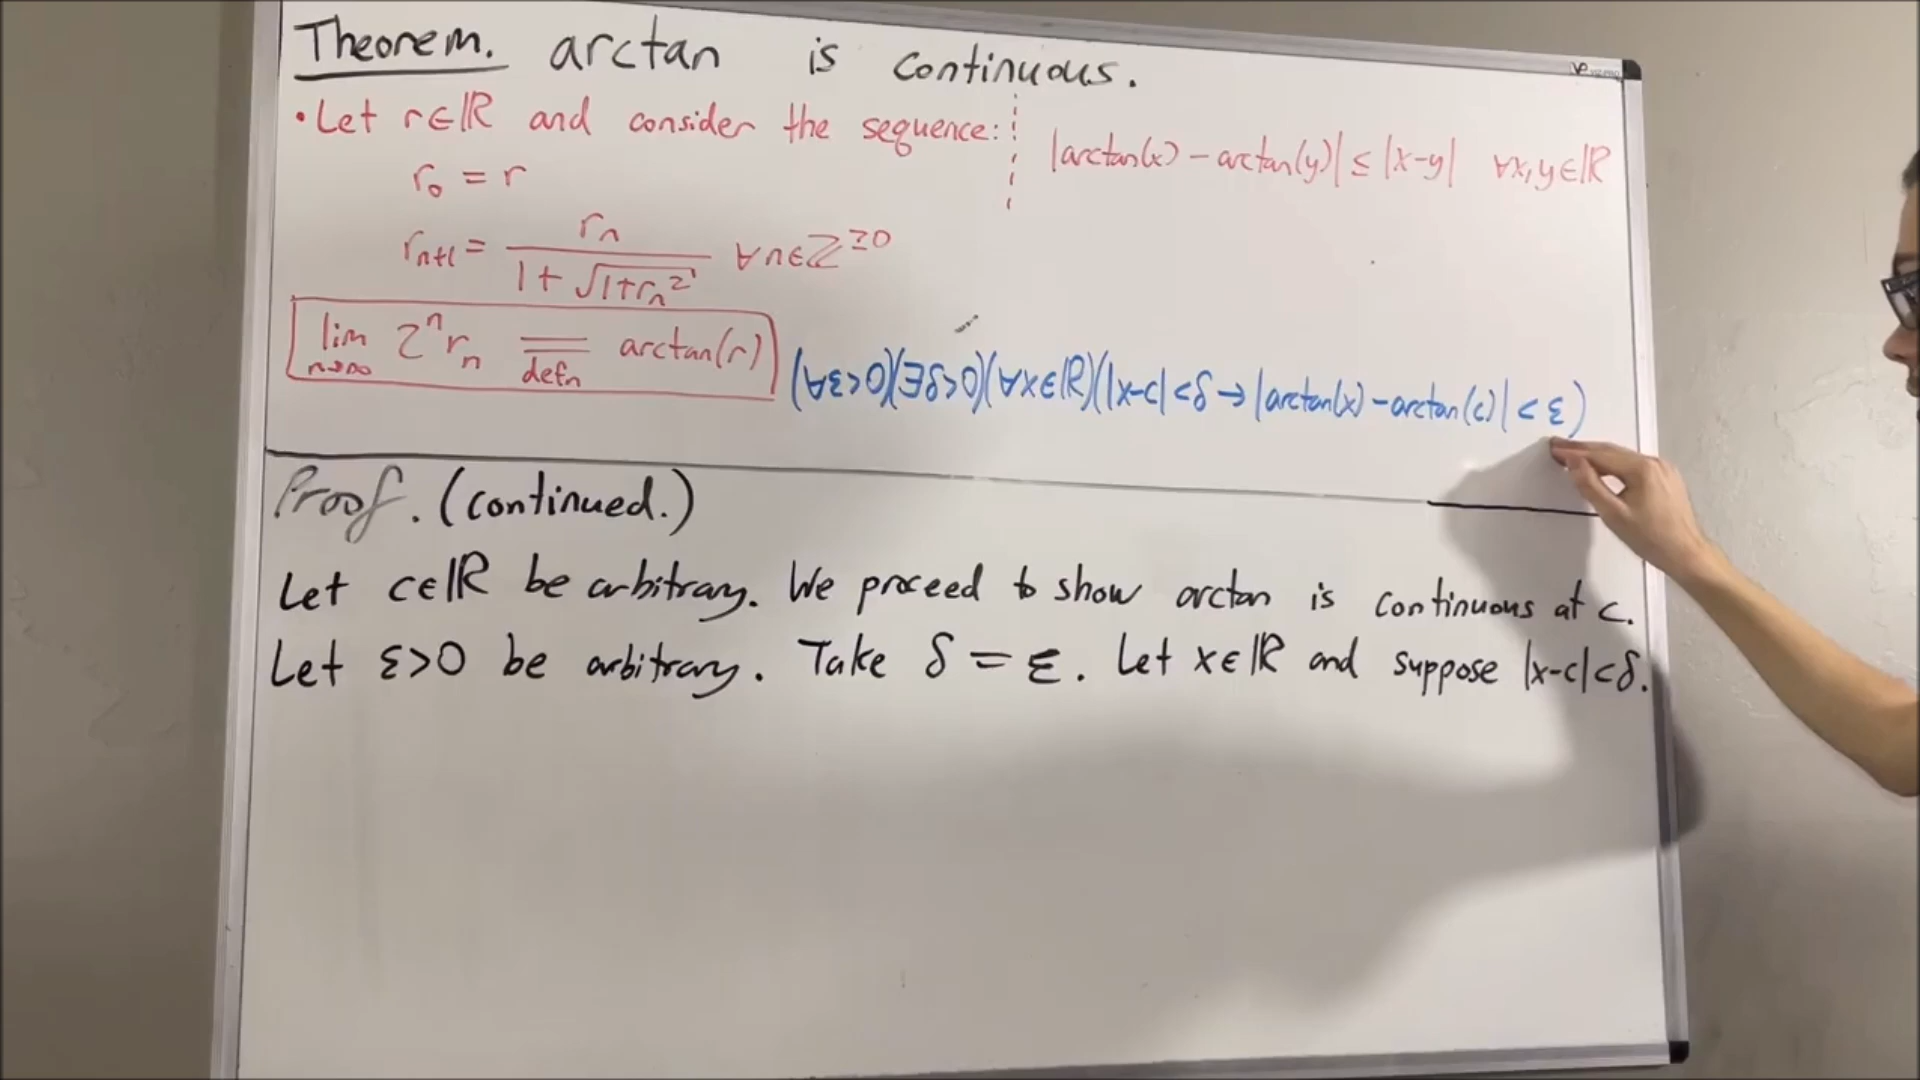 Theorem. arctan is continuous.
• Let r∈ℝ and consider the sequence:
r₀ = r
rₙ₊₁ = rₙ / (1 + √(1+rₙ²)) ∀n∈ℤ^≥0
lim n→∞ 2ⁿrₙ = defn arctan(r)
|arctan(x) - arctan(y)| ≤ |x-y| ∀x,y∈ℝ
(∀ε>0)(∃δ>0)(∀x∈ℝ)(|x-c|<δ → |arctan(x) - arctan(c)| < ε)
Proof. (continued.)
Let c∈ℝ be arbitrary. We proceed to show arctan is continuous at c.
Let ε>0 be arbitrary. Take δ = ε. Let x∈ℝ and suppose |x-c|<δ.